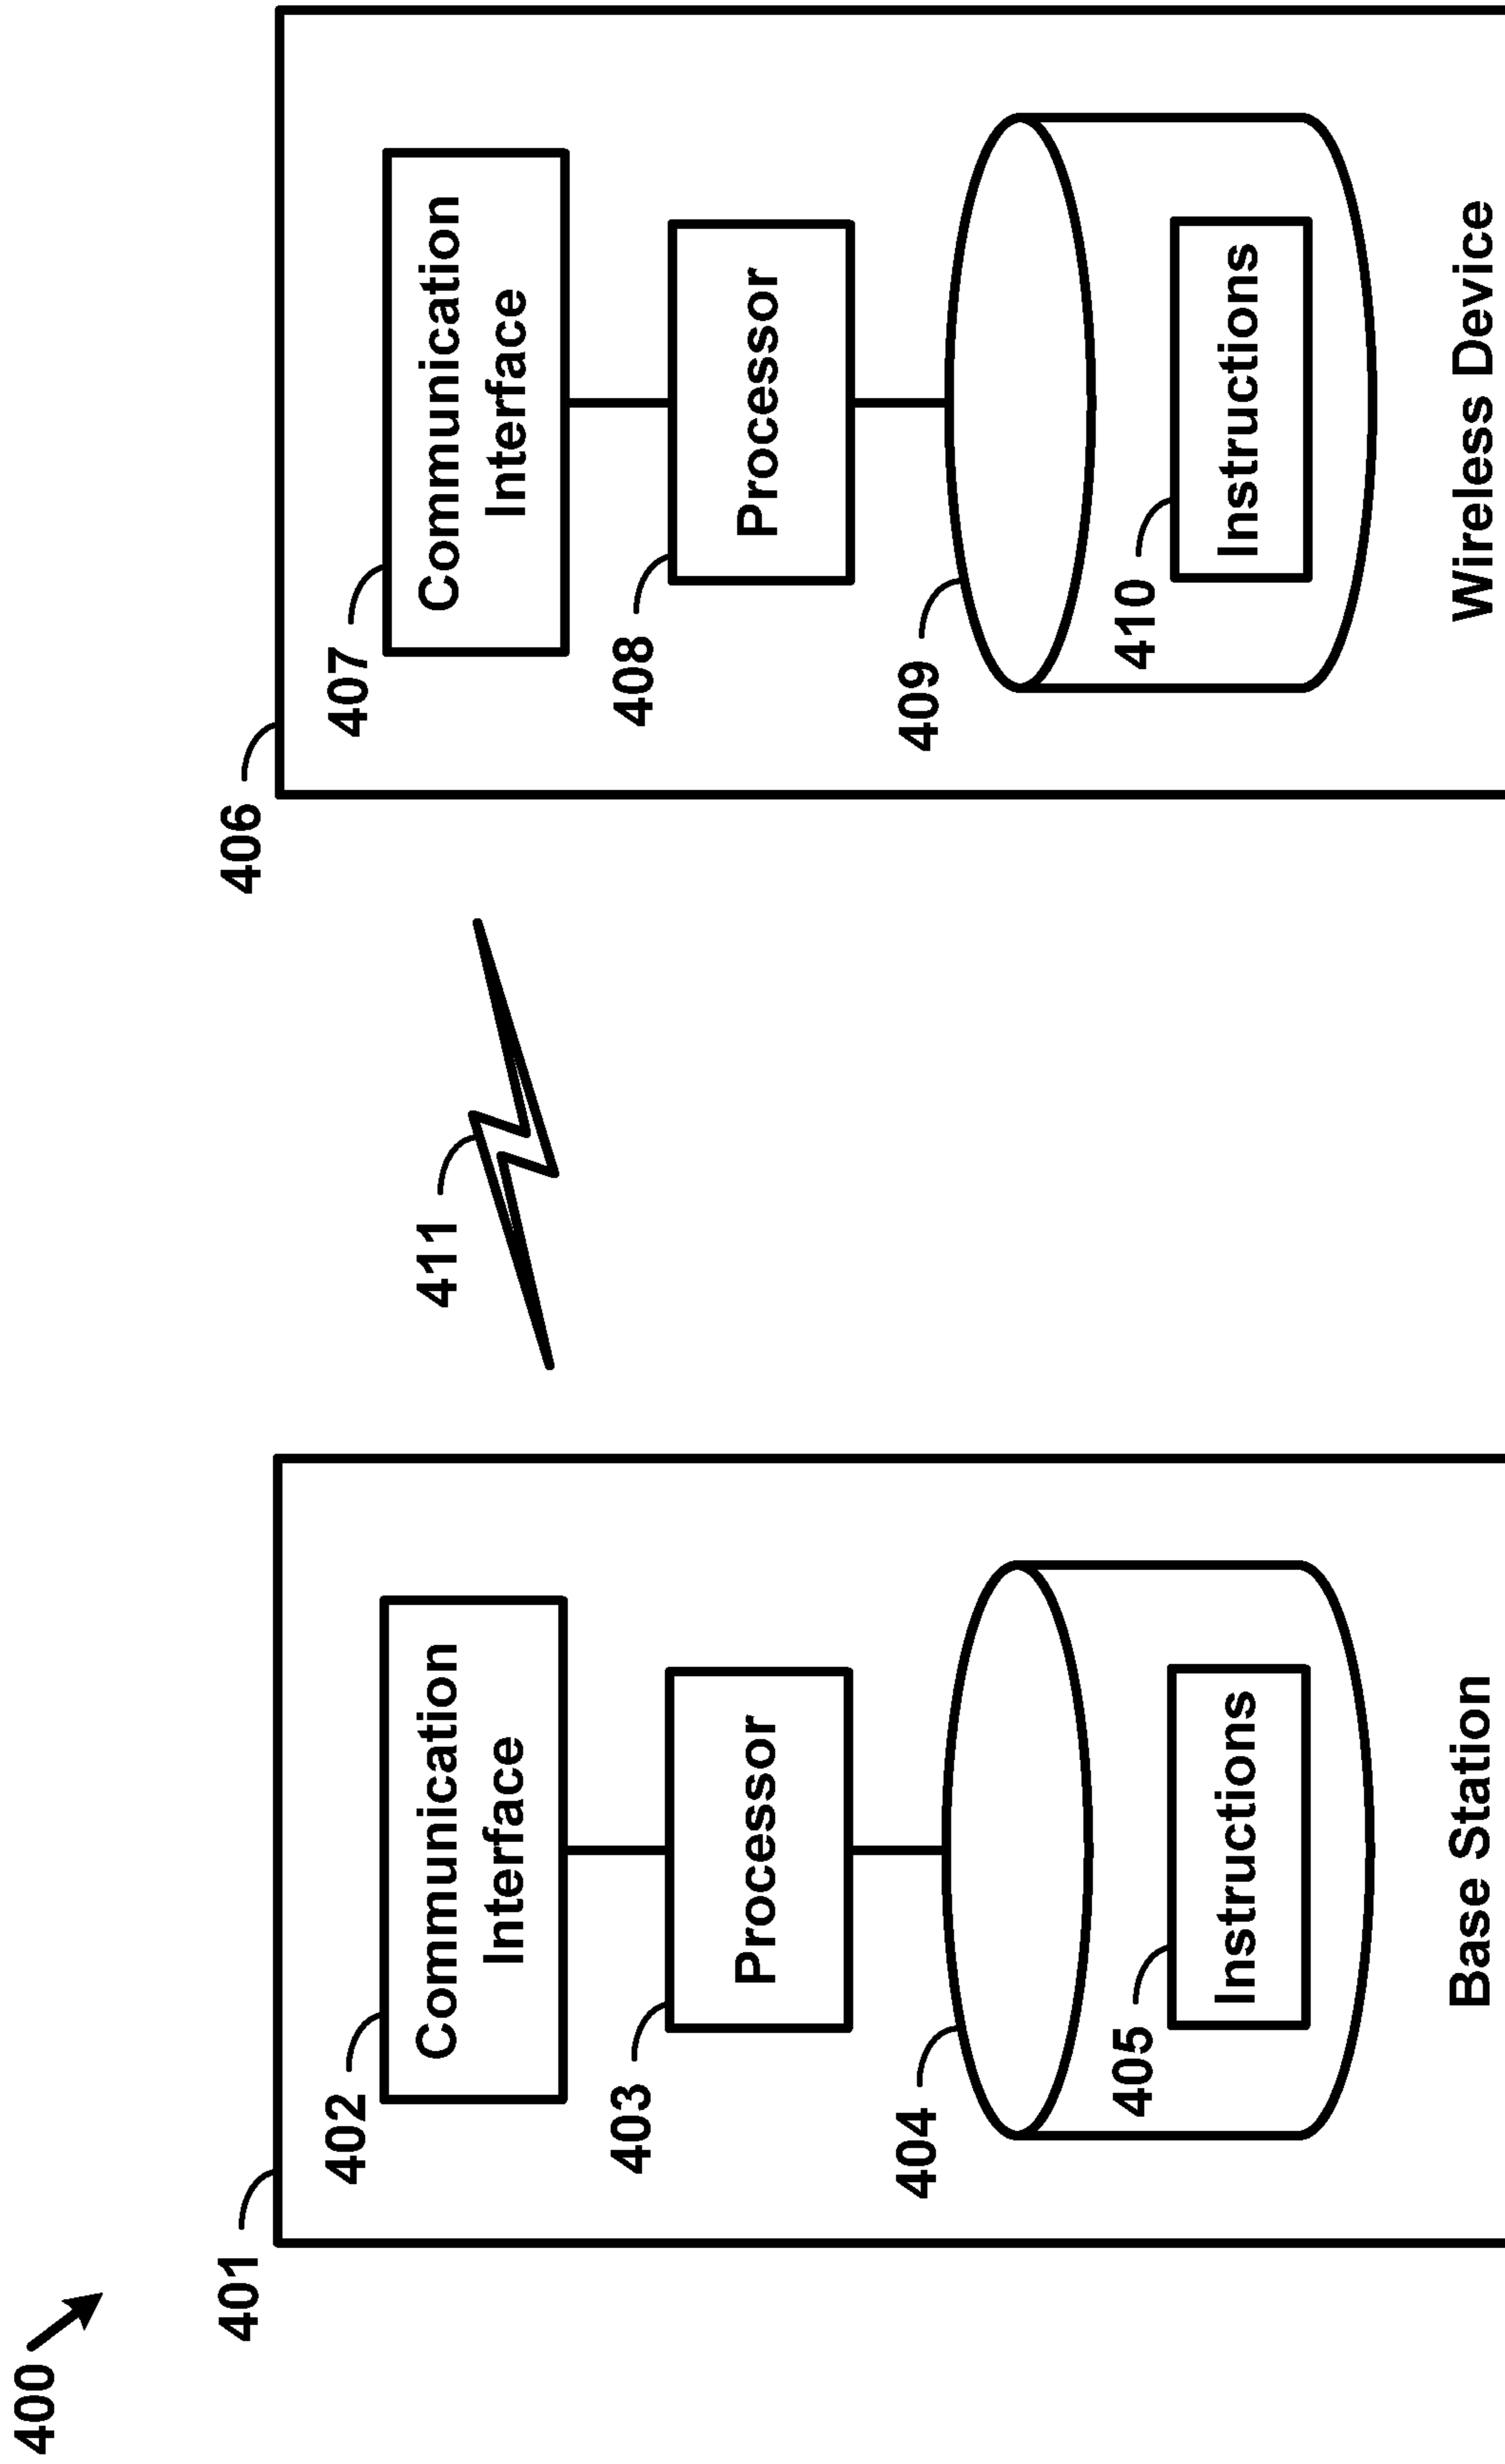 400
401
402
Communication
Interface
403
Processor
404
405
Instructions
Base Station
411
406
407
Communication
Interface
408
Processor
409
410
Instructions
Wireless Device